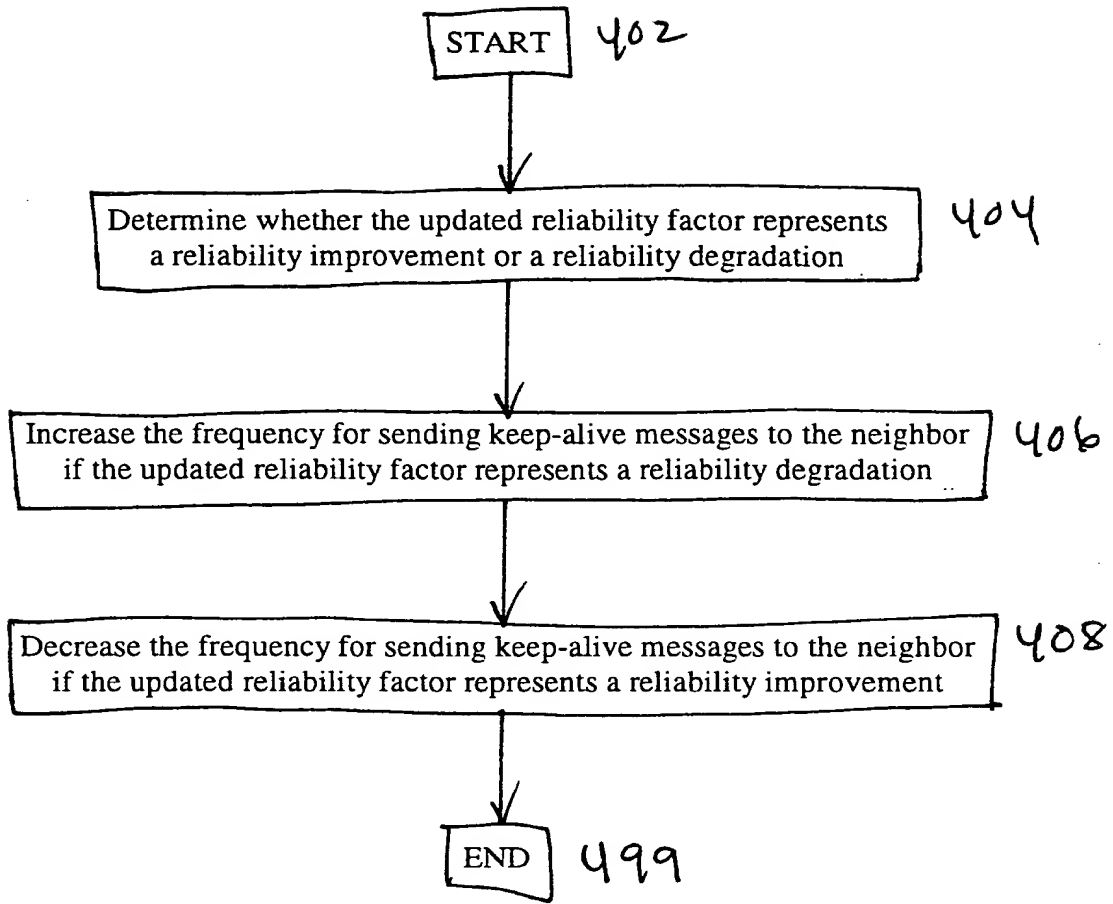 START 402
Determine whether the updated reliability factor represents 404
a reliability improvement or a reliability degradation
Increase the frequency for sending keep-alive messages to the neighbor 406
if the updated reliability factor represents a reliability degradation
Decrease the frequency for sending keep-alive messages to the neighbor 408
if the updated reliability factor represents a reliability improvement
END 499